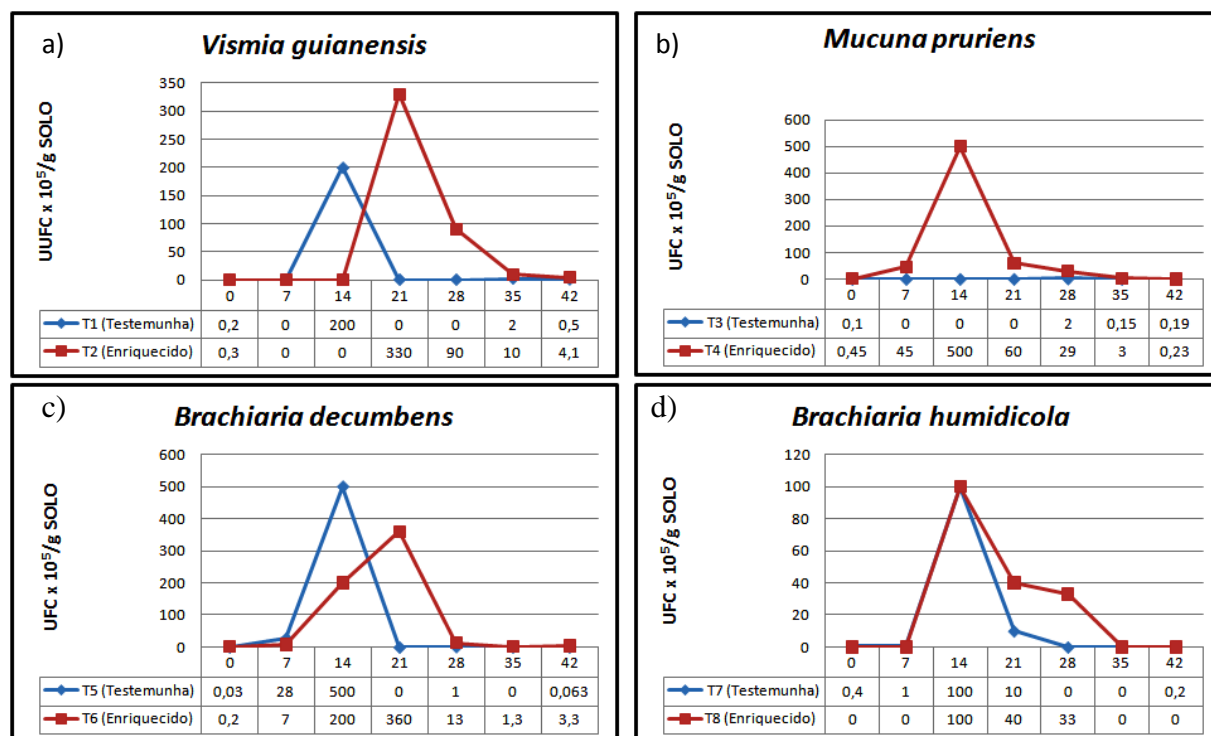 a)
Vismia guianensis
UUFC x 10⁵/g SOLO
350
300
250
200
150
100
50
0
0 7 14 21 28 35 42
T1 (Testemunha) 0,2 0 200 0 0 2 0,5
T2 (Enriquecido) 0,3 0 0 330 90 10 4,1
b)
Mucuna pruriens
UFC x 10⁵/g SOLO
600
500
400
300
200
100
0
0 7 14 21 28 35 42
T3 (Testemunha) 0,1 0 0 0 2 0,15 0,19
T4 (Enriquecido) 0,45 45 500 60 29 3 0,23
c)
Brachiaria decumbens
UFC x 10⁵/g SOLO
600
500
400
300
200
100
0
0 7 14 21 28 35 42
T5 (Testemunha) 0,03 28 500 0 1 0 0,063
T6 (Enriquecido) 0,2 7 200 360 13 1,3 3,3
d)
Brachiaria humidicola
UFC x 10⁵/g SOLO
120
100
80
60
40
20
0
0 7 14 21 28 35 42
T7 (Testemunha) 0,4 1 100 10 0 0 0,2
T8 (Enriquecido) 0 0 100 40 33 0 0